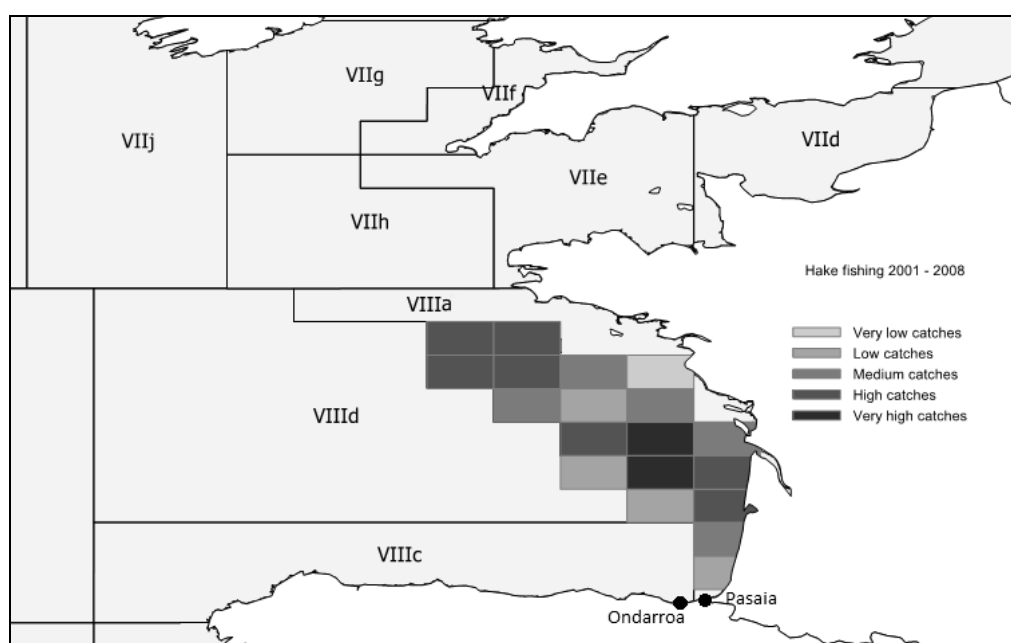 VIIg
VIIf
VIIj
VIId
VIIe
VIIh
Hake fishing 2001 - 2008
VIIIa
Very low catches
Low catches
Medium catches
High catches
Very high catches
VIIId
VIIIc
Pasaia
Ondarroa